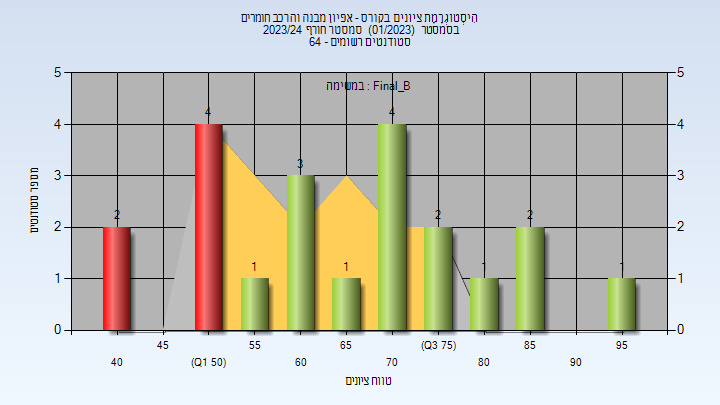 היסטוגרמת ציונים בקורס - אפיון מבנה והרכב חומרים
בסמסטר (01/2023) סמסטר חורף 2023/24
סטודנטים רשומים - 64
במשימה : Final_B
מספר סטודנטים
5 5
4 4
3 3
2 2
1 1
0 0
2 4 1 3 1 4 2 1 2 1
45 55 65 (Q3 75) 85 95
40 (Q1 50) 60 70 80 90
טווח ציונים